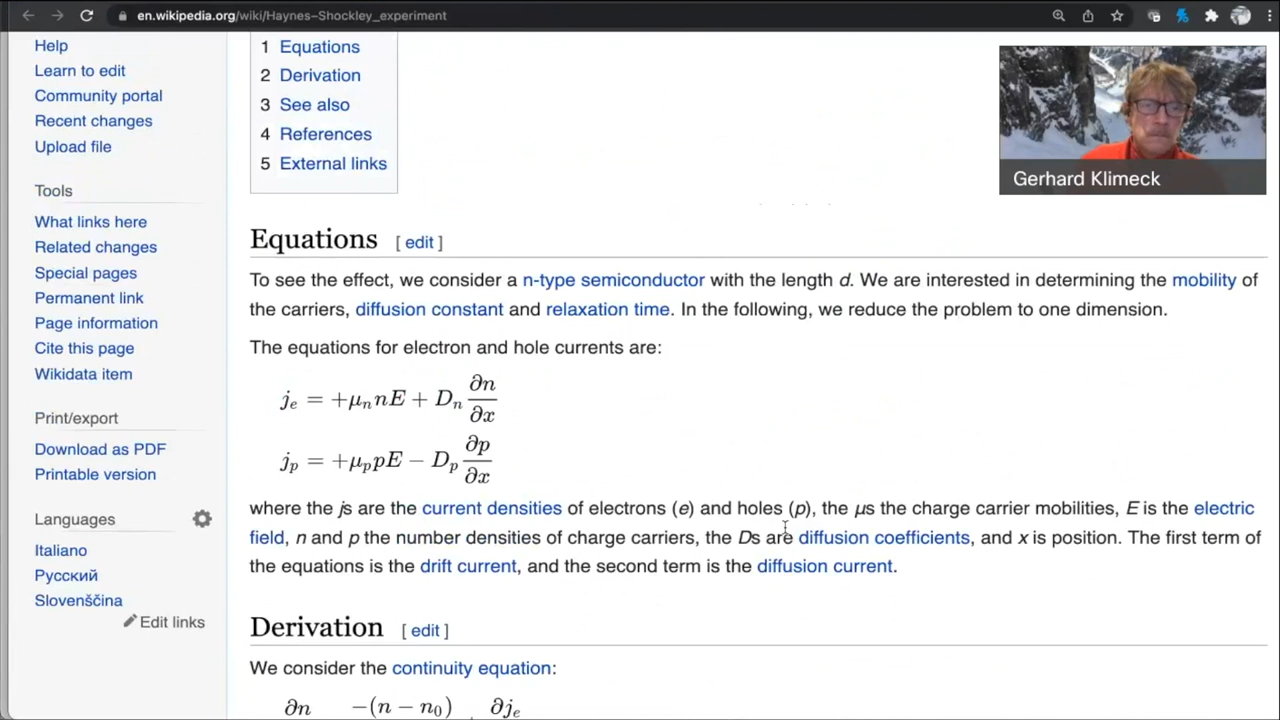 en.wikipedia.org/wiki/Haynes–Shockley_experiment
Help
Learn to edit
Community portal
Recent changes
Upload file
Tools
What links here
Related changes
Special pages
Permanent link
Page information
Cite this page
Wikidata item
Print/export
Download as PDF
Printable version
Languages
Italiano
Русский
Slovenščina
Edit links
1 Equations
2 Derivation
3 See also
4 References
5 External links
Gerhard Klimeck
Equations [ edit ]
To see the effect, we consider a n-type semiconductor with the length d. We are interested in determining the mobility of
the carriers, diffusion constant and relaxation time. In the following, we reduce the problem to one dimension.
The equations for electron and hole currents are:
j_e = +μ_n nE + D_n ∂n/∂x
j_p = +μ_p pE − D_p ∂p/∂x
where the js are the current densities of electrons (e) and holes (p), the μs the charge carrier mobilities, E is the electric
field, n and p the number densities of charge carriers, the Ds are diffusion coefficients, and x is position. The first term of
the equations is the drift current, and the second term is the diffusion current.
Derivation [ edit ]
We consider the continuity equation:
∂n −(n − n₀) ∂j_e